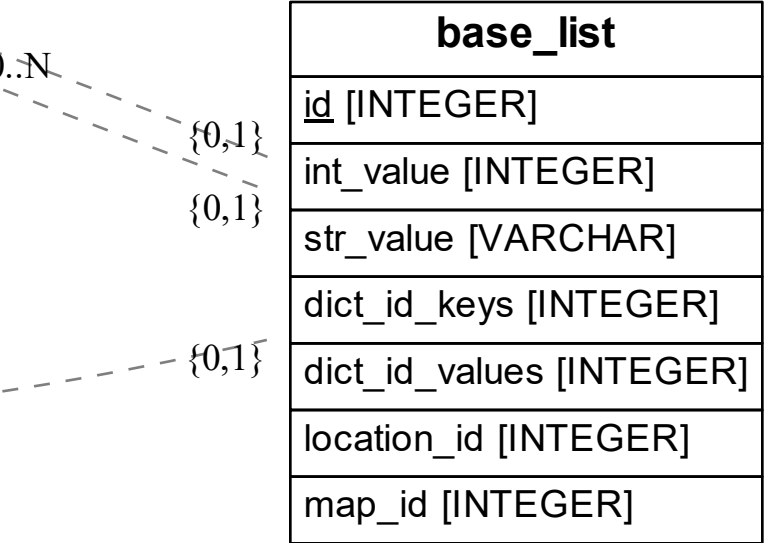 base_list
0..N
id [INTEGER]
{0,1}
int_value [INTEGER]
{0,1}
str_value [VARCHAR]
dict_id_keys [INTEGER]
{0,1}
dict_id_values [INTEGER]
location_id [INTEGER]
map_id [INTEGER]